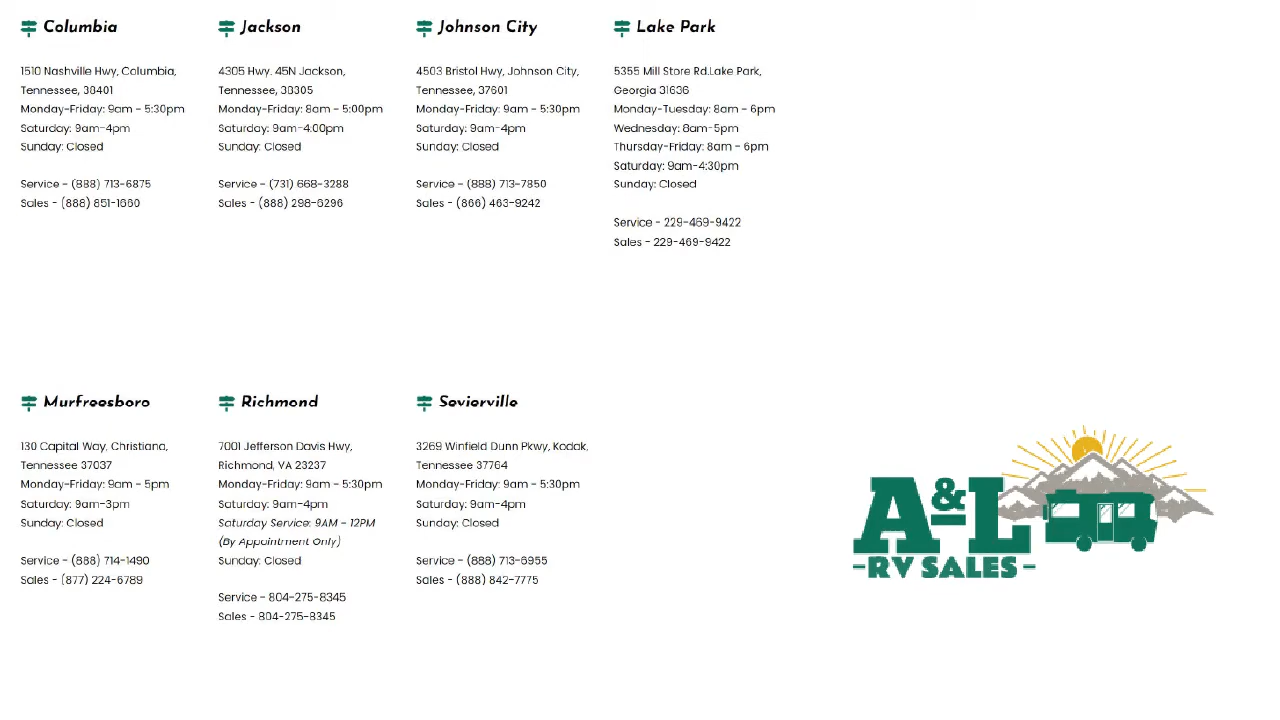 Columbia
1510 Nashville Hwy, Columbia,
Tennessee, 38401
Monday-Friday: 9am - 5:30pm
Saturday: 9am-4pm
Sunday: Closed
Service - (888) 713-6875
Sales - (888) 851-1660
Jackson
4305 Hwy. 45N Jackson,
Tennessee, 38305
Monday-Friday: 8am - 5:00pm
Saturday: 9am-4:00pm
Sunday: Closed
Service - (731) 668-3288
Sales - (888) 298-6296
Johnson City
4503 Bristol Hwy, Johnson City,
Tennessee, 37601
Monday-Friday: 9am - 5:30pm
Saturday: 9am-4pm
Sunday: Closed
Service - (888) 713-7850
Sales - (866) 463-9242
Lake Park
5355 Mill Store Rd.Lake Park,
Georgia 31636
Monday-Tuesday: 8am - 6pm
Wednesday: 8am-5pm
Thursday-Friday: 8am - 6pm
Saturday: 9am-4:30pm
Sunday: Closed
Service - 229-469-9422
Sales - 229-469-9422
Murfreesboro
130 Capital Way, Christiana,
Tennessee 37037
Monday-Friday: 9am - 5pm
Saturday: 9am-3pm
Sunday: Closed
Service - (888) 714-1490
Sales - (877) 224-6789
Richmond
7001 Jefferson Davis Hwy,
Richmond, VA 23237
Monday-Friday: 9am - 5:30pm
Saturday: 9am-4pm
Saturday Service: 9AM - 12PM
(By Appointment Only)
Sunday: Closed
Service - 804-275-8345
Sales - 804-275-8345
Sevierville
3269 Winfield Dunn Pkwy, Kodak,
Tennessee 37764
Monday-Friday: 9am - 5:30pm
Saturday: 9am-4pm
Sunday: Closed
Service - (888) 713-6955
Sales - (888) 842-7775
A&L
-RV SALES-